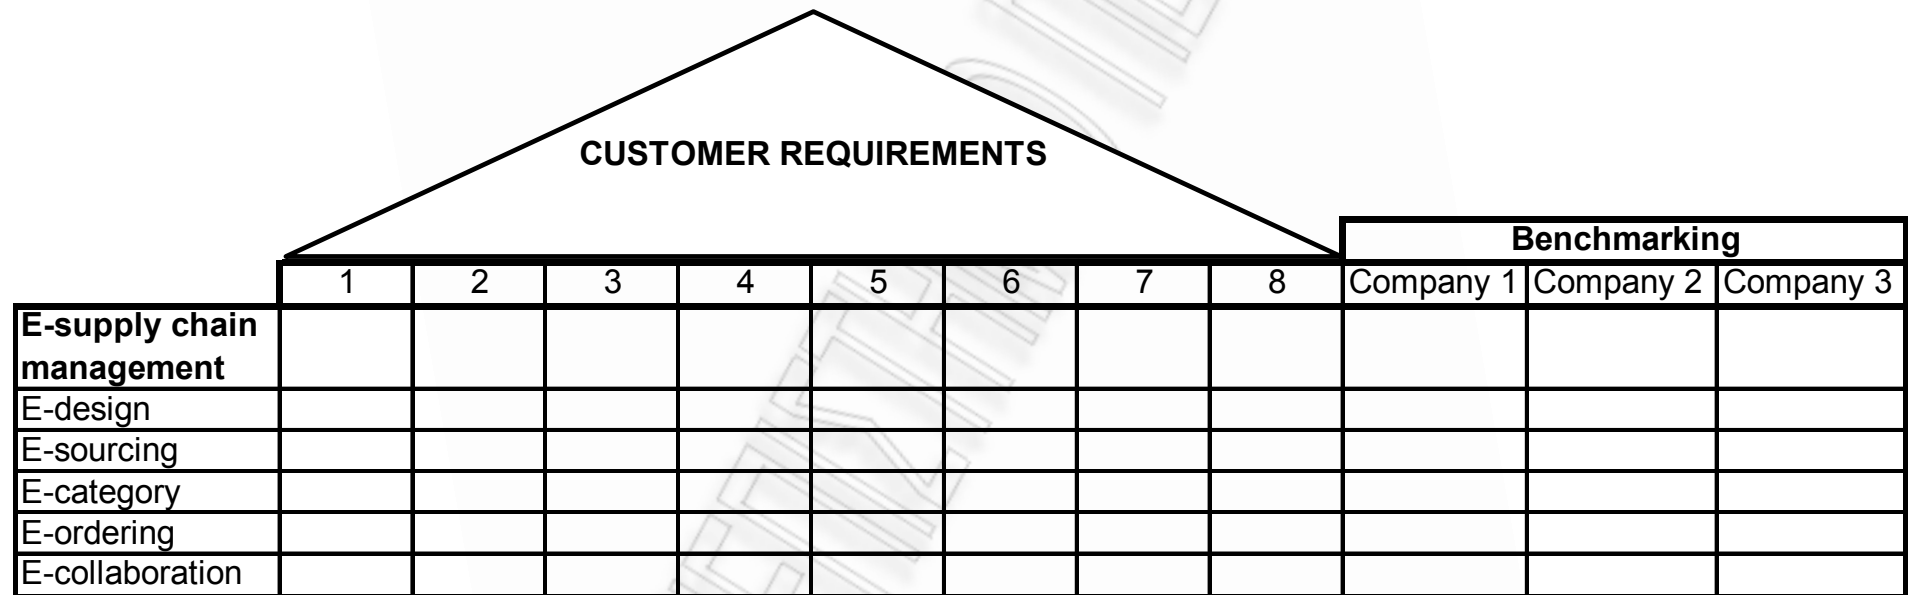 CUSTOMER REQUIREMENTS
Benchmarking
1 2 3 4 5 6 7 8 Company 1 Company 2 Company 3
E-supply chain
management
E-design
E-sourcing
E-category
E-ordering
E-collaboration